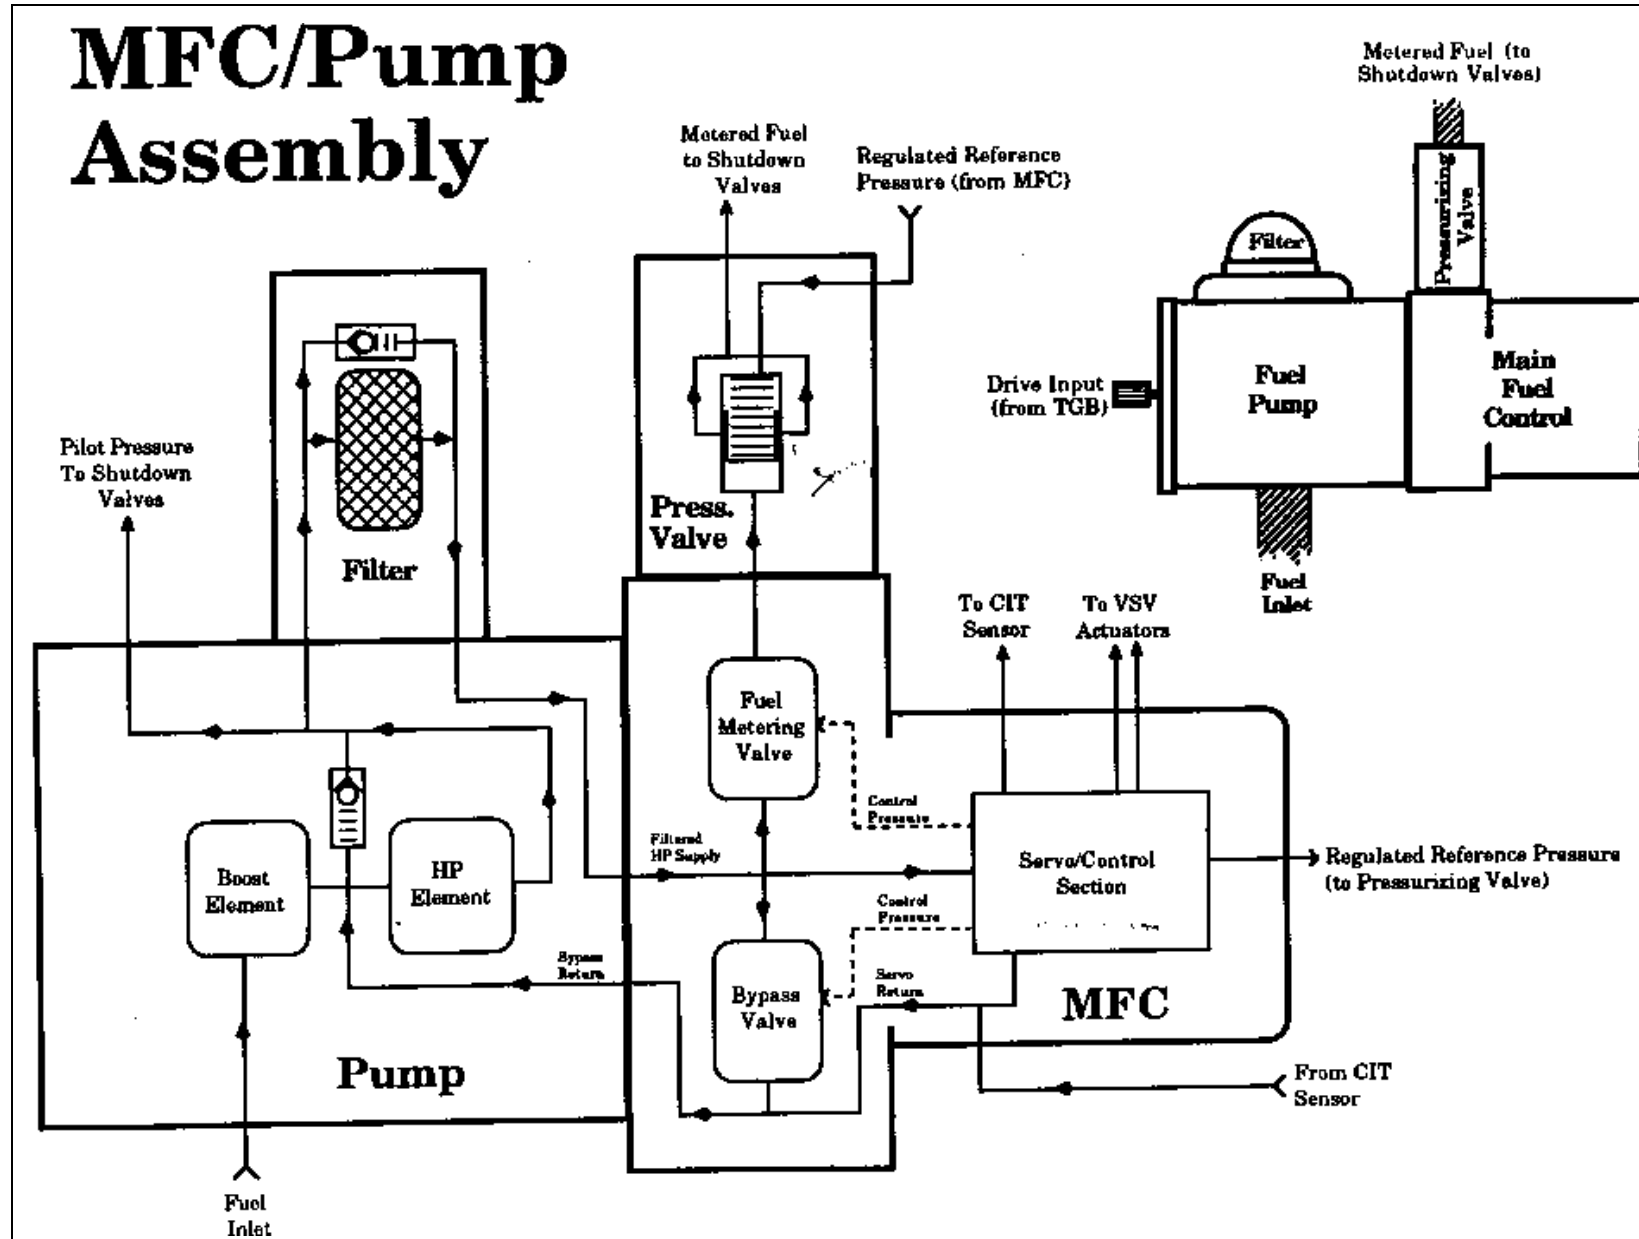 MFC/Pump
Assembly
Metered Fuel (to
Shutdown Valves)
Metered Fuel
to Shutdown
Valves
Regulated Reference
Pressure (from MFC)
Pressurizing
Valve
Filter
Drive Input
(from TGB)
Fuel
Pump
Main
Fuel
Control
Fuel
Inlet
Pilot Pressure
To Shutdown
Valves
Filter
Press.
Valve
To CIT
Sensor
To VSV
Actuators
Fuel
Metering
Valve
Control
Pressure
Filtered
HP Supply
Servo/Control
Section
Regulated Reference Pressure
(to Pressurizing Valve)
Boost
Element
HP
Element
Control
Pressure
Bypass
Return
Servo
Return
Bypass
Valve
MFC
Pump
From CIT
Sensor
Fuel
Inlet